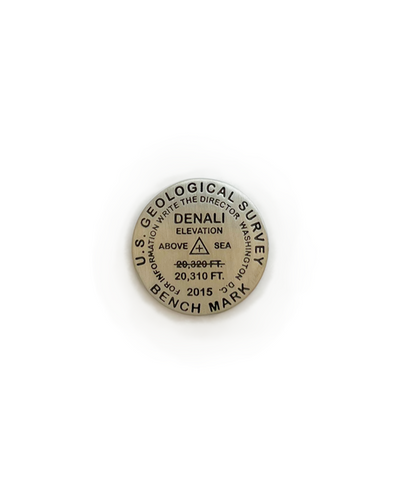 U.S. GEOLOGICAL SURVEY
FOR INFORMATION WRITE THE DIRECTOR WASHINGTON D.C.
DENALI
ELEVATION
ABOVE SEA
20,320 FT.
20,310 FT.
2015
BENCH MARK